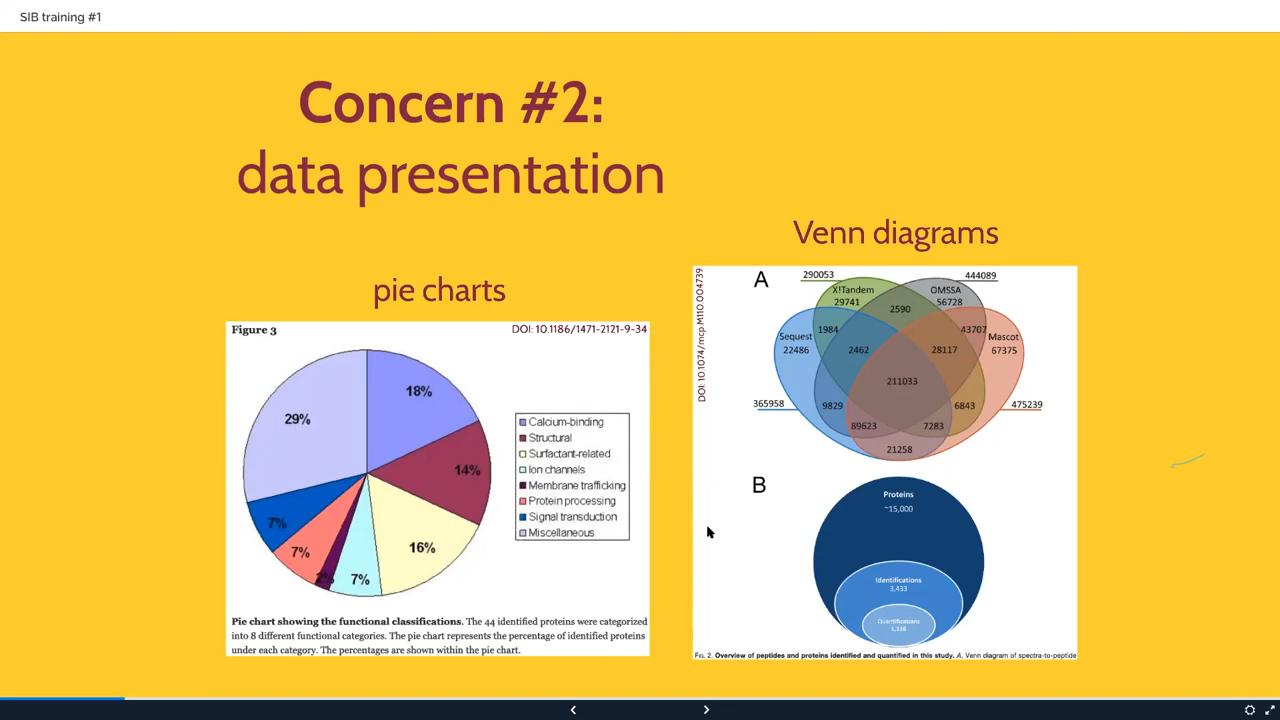 SIB training #1
Concern #2:
data presentation
pie charts
Figure 3
DOI: 10.1186/1471-2121-9-34
18%
14%
16%
7%
2%
7%
7%
29%
Calcium-binding
Structural
Surfactant-related
Ion channels
Membrane trafficking
Protein processing
Signal transduction
Miscellaneous
Pie chart showing the functional classifications. The 44 identified proteins were categorized
into 8 different functional categories. The pie chart represents the percentage of identified proteins
under each category. The percentages are shown within the pie chart.
Venn diagrams
DOI: 10.1074/mcp.M110.004739
A
290053
444089
X!Tandem
29741
OMSSA
56728
2590
Sequest
22486
1984
43707
Mascot
67375
2462
28117
211033
365958
9829
6843
475239
89623
7283
21258
B
Proteins
~15,000
Identifications
3,433
Quantifications
FIG. 2. Overview of peptides and proteins identified and quantified in this study. A, Venn diagram of spectra-to-peptide